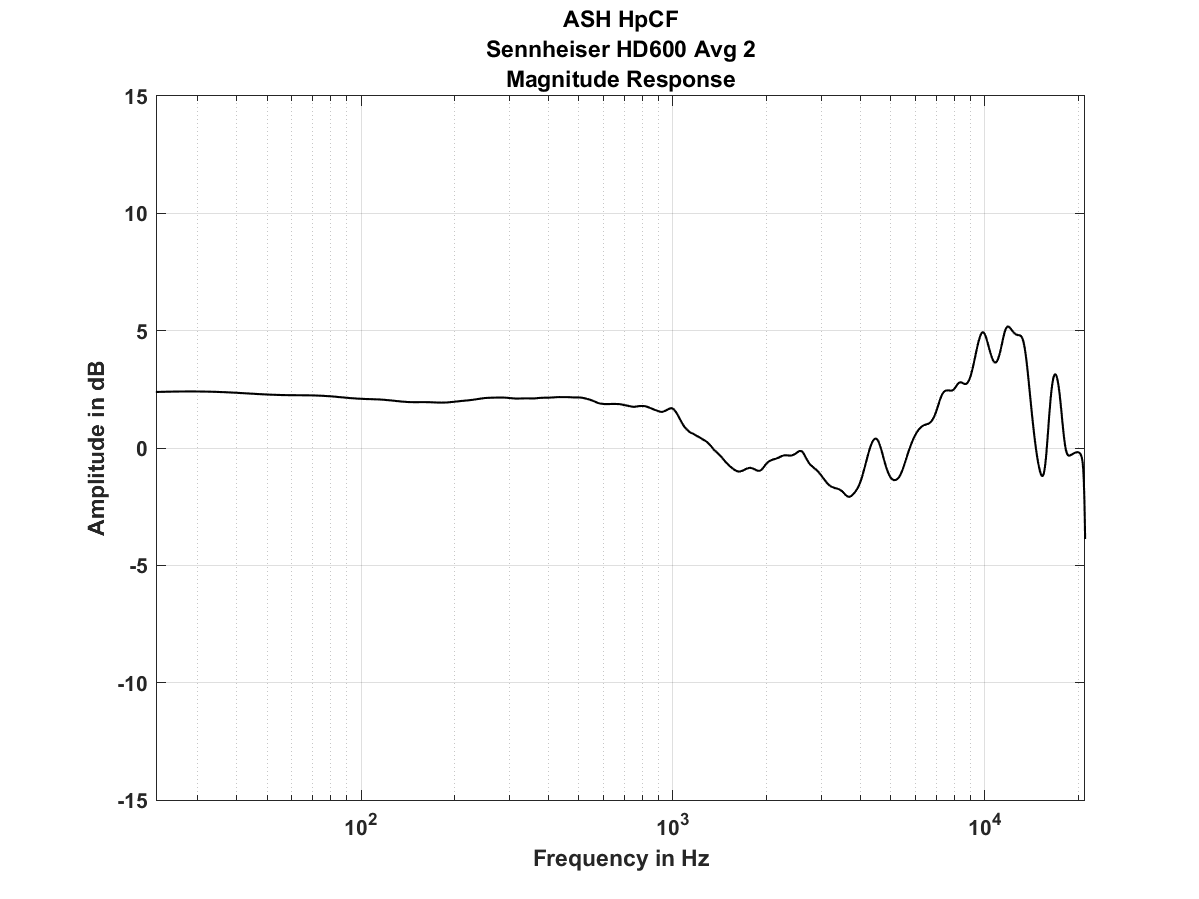 ASH HpCF
Sennheiser HD600 Avg 2
Magnitude Response
15
10
5
0
-5
-10
-15
Amplitude in dB
10² 10³ 10⁴
Frequency in Hz